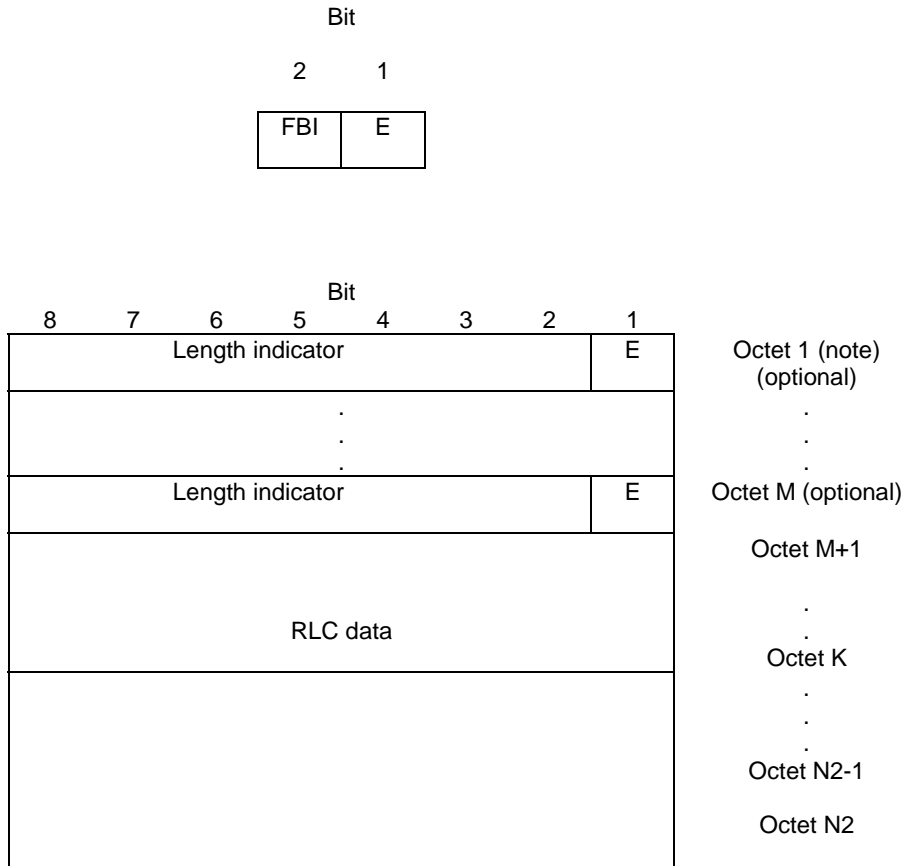 Bit
2 1
FBI E
Bit
8 7 6 5 4 3 2 1
Length indicator E Octet 1 (note)
(optional)
. .
. .
. .
Length indicator E Octet M (optional)
Octet M+1
.
RLC data .
Octet K
.
.
.
Octet N2-1
Octet N2